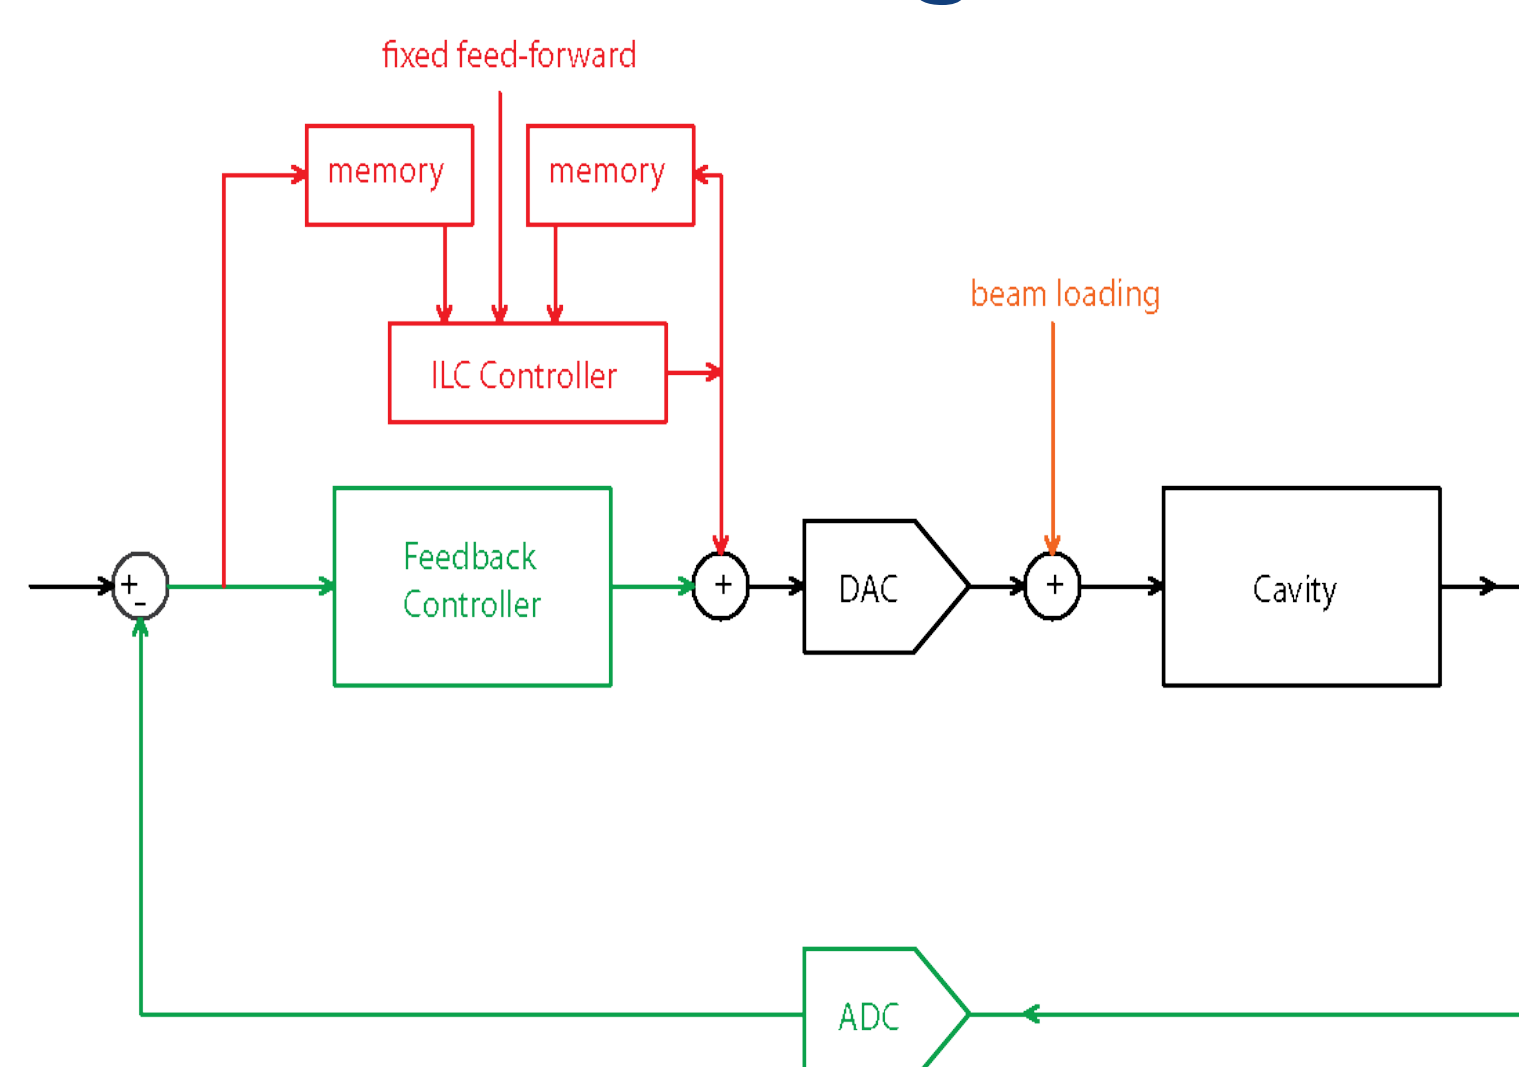 fixed feed-forward
memory
memory
beam loading
ILC Controller
Feedback
Controller
+
-
+
DAC
+
Cavity
ADC